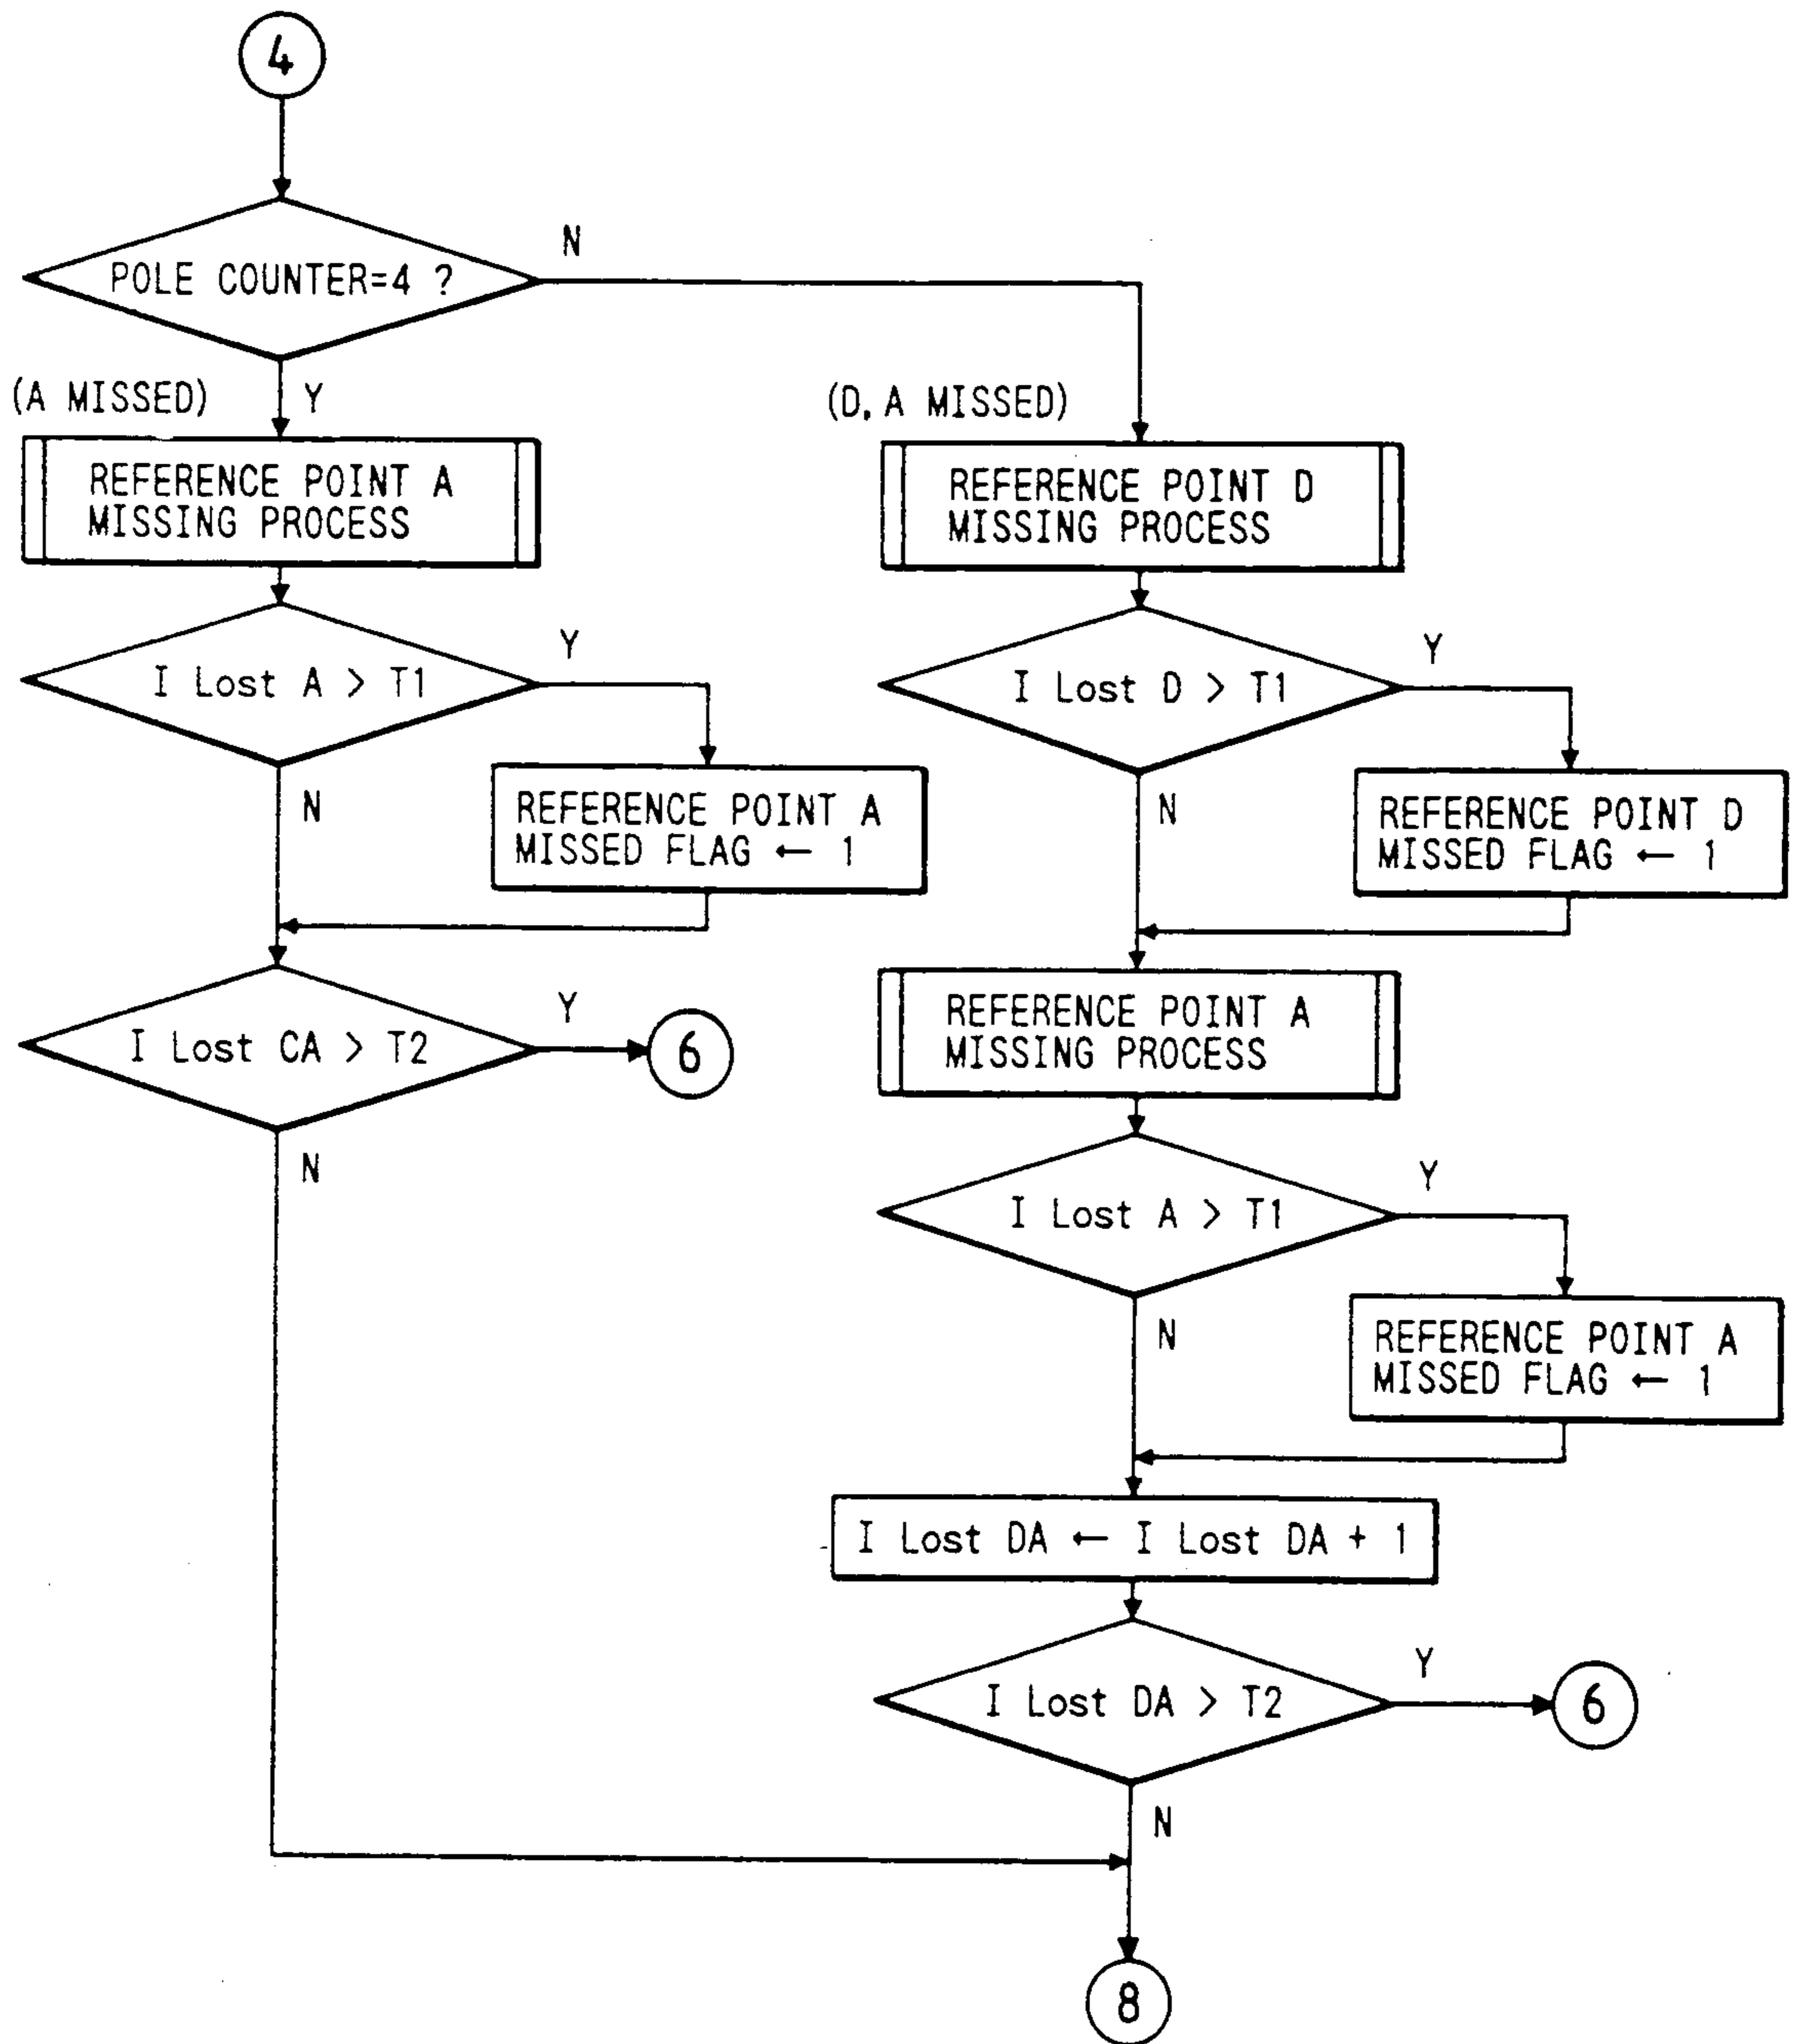 4
POLE COUNTER=4 ?
N
(A MISSED)
Y
(D, A MISSED)
REFERENCE POINT A
MISSING PROCESS
REFERENCE POINT D
MISSING PROCESS
I Lost A > T1
Y
N
REFERENCE POINT A
MISSED FLAG ← 1
I Lost D > T1
Y
N
REFERENCE POINT D
MISSED FLAG ← 1
I Lost CA > T2
Y
6
N
REFERENCE POINT A
MISSING PROCESS
I Lost A > T1
Y
N
REFERENCE POINT A
MISSED FLAG ← 1
I Lost DA ← I Lost DA + 1
I Lost DA > T2
Y
6
N
8